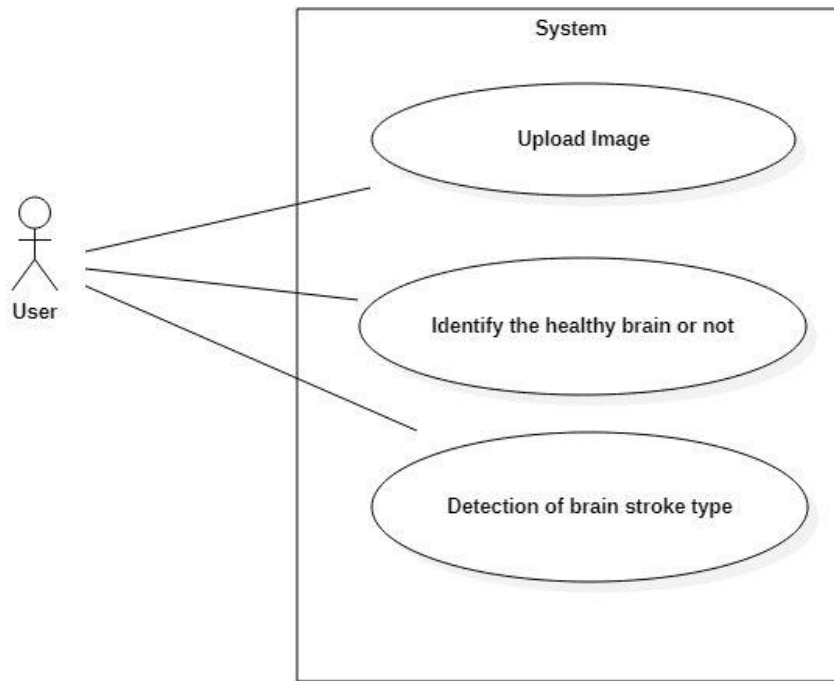 System
Upload Image
User
Identify the healthy brain or not
Detection of brain stroke type